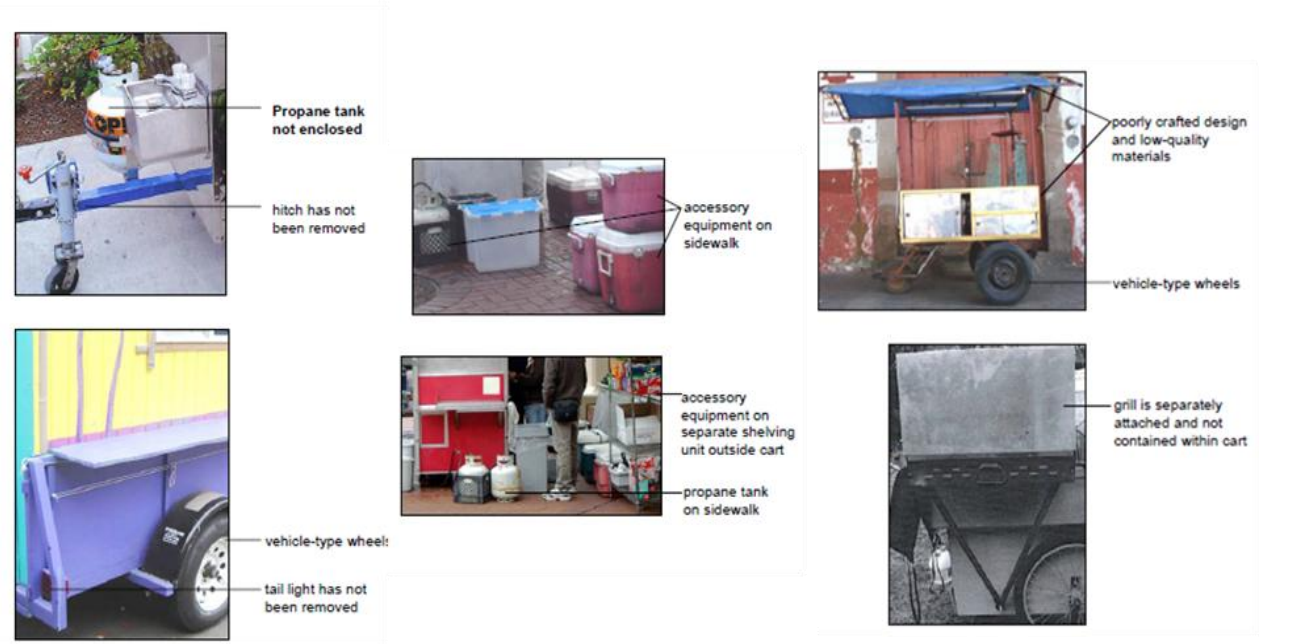 Propane tank
not enclosed
hitch has not
been removed
vehicle-type wheels
tail light has not
been removed
accessory
equipment on
sidewalk
accessory
equipment on
separate shelving
unit outside cart
propane tank
on sidewalk
poorly crafted design
and low-quality
materials
vehicle-type wheels
grill is separately
attached and not
contained within cart